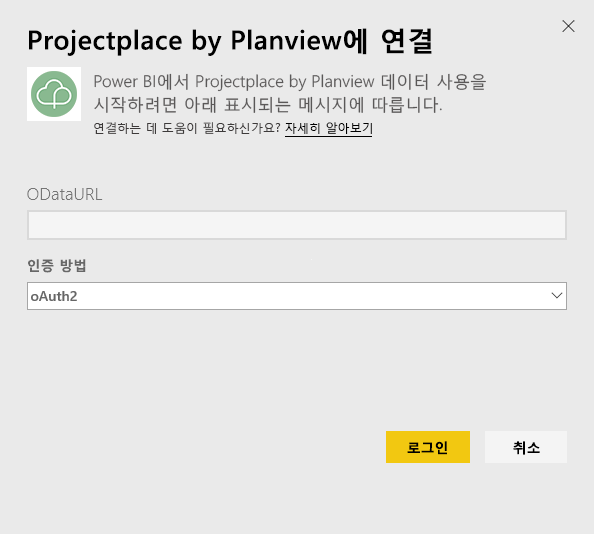 Projectplace by Planview에 연결
Power BI에서 Projectplace by Planview 데이터 사용을
시작하려면 아래 표시되는 메시지에 따릅니다.
연결하는 데 도움이 필요하신가요? 자세히 알아보기
ODataURL
인증 방법
oAuth2
로그인
취소